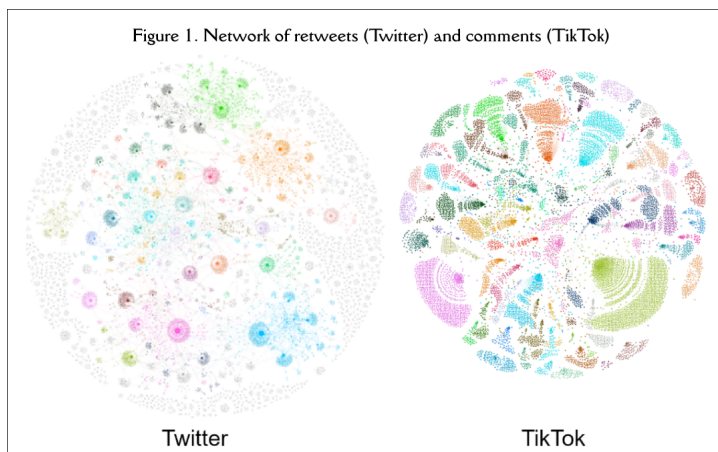 Figure 1. Network of retweets (Twitter) and comments (TikTok)
Twitter
TikTok